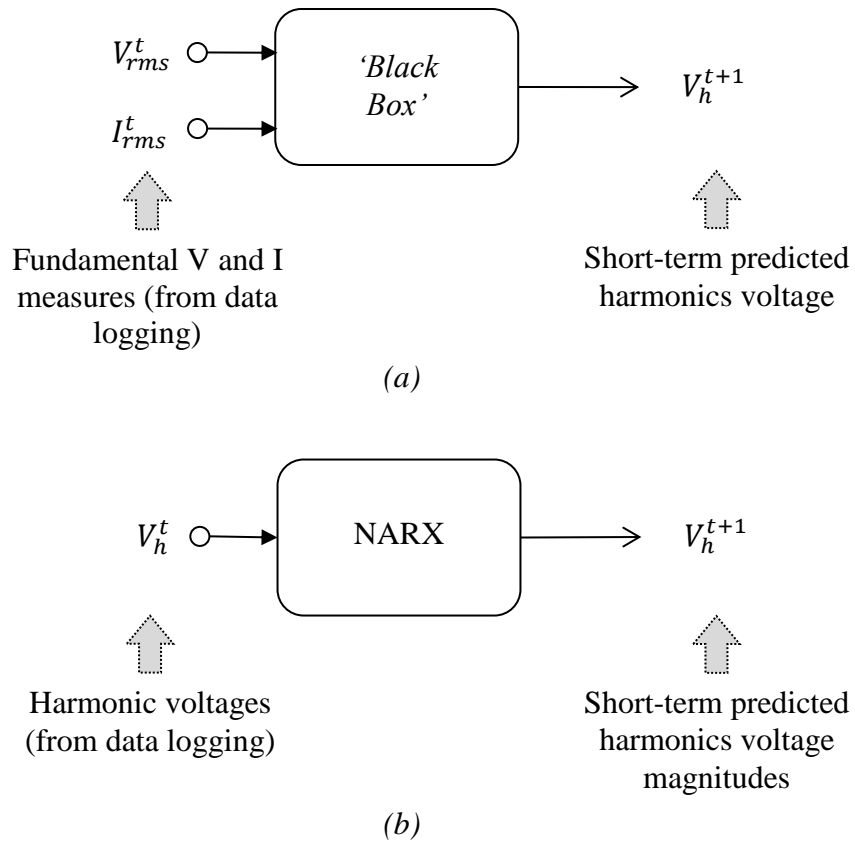 V_{rms}^{t}
‘Black
Box’
V_{h}^{t+1}
I_{rms}^{t}
Fundamental V and I
measures (from data
logging)
Short-term predicted
harmonics voltage
(a)
V_{h}^{t}
NARX
V_{h}^{t+1}
Harmonic voltages
(from data logging)
Short-term predicted
harmonics voltage
magnitudes
(b)